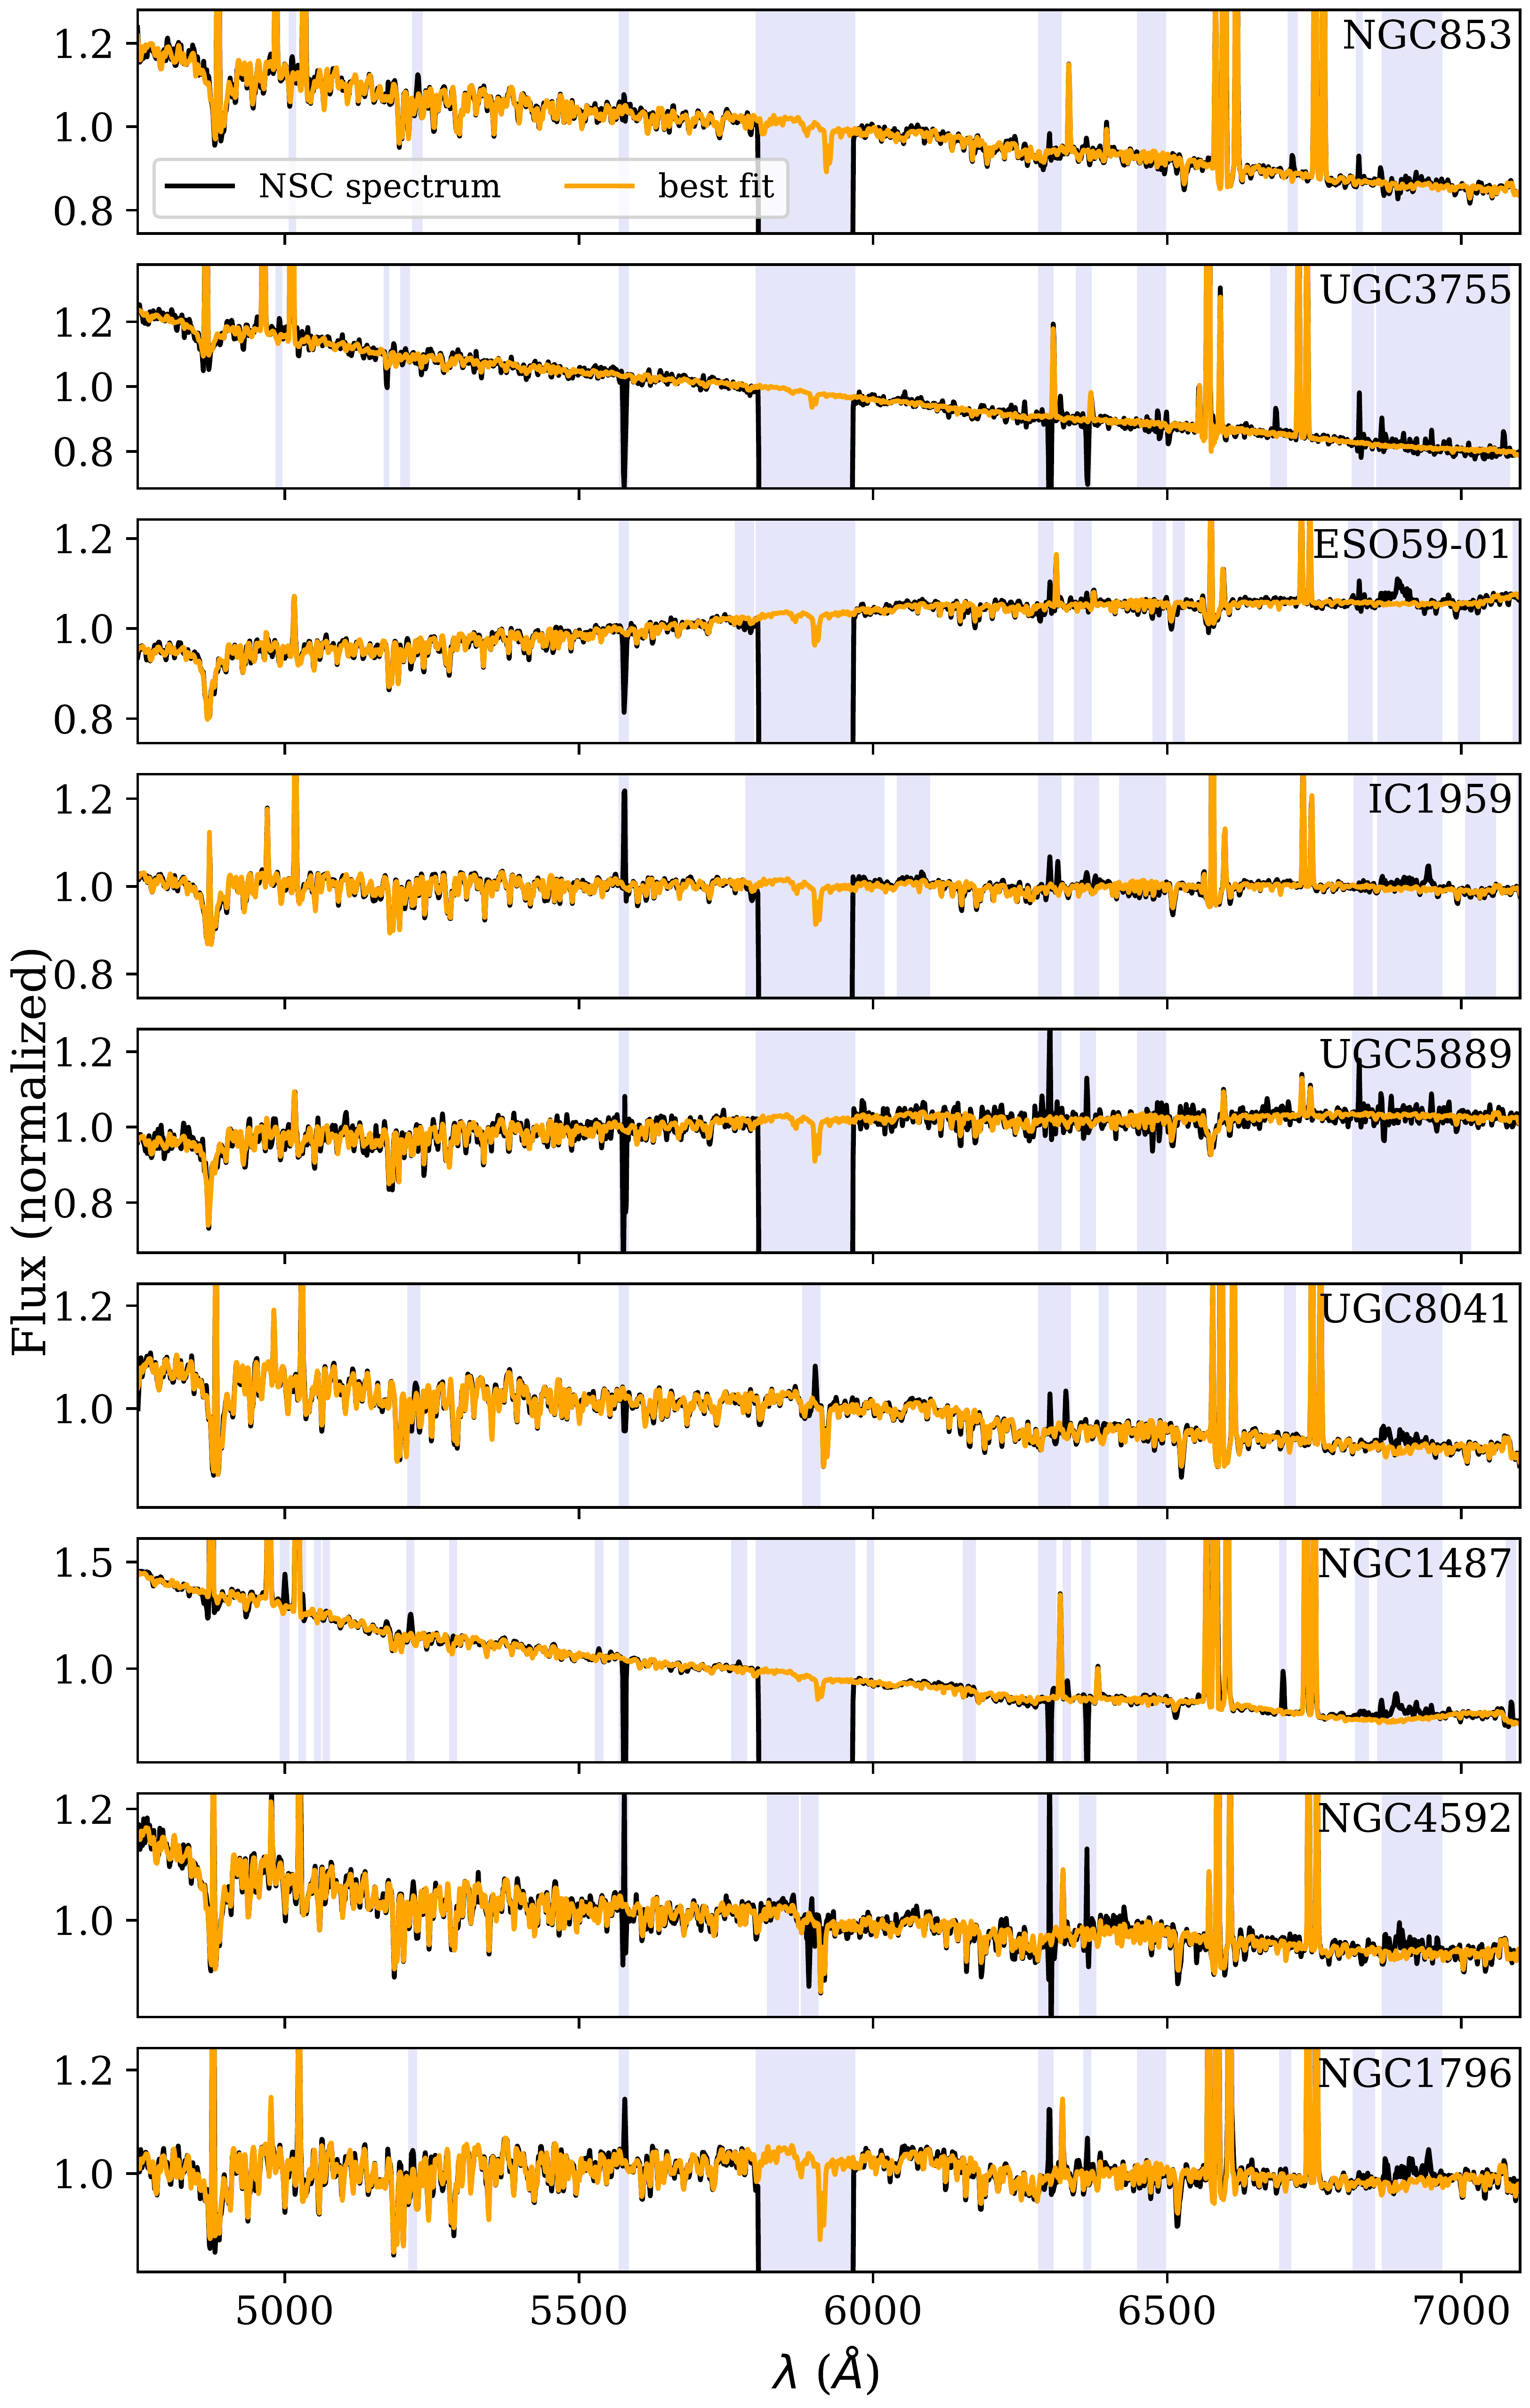 Flux (normalized)
1.2
1.0
0.8
NGC853
NSC spectrum
best fit
1.2
1.0
0.8
UGC3755
1.2
1.0
0.8
ESO59-01
1.2
1.0
0.8
IC1959
1.2
1.0
0.8
UGC5889
1.2
1.0
UGC8041
1.5
1.0
NGC1487
1.2
1.0
NGC4592
1.2
1.0
NGC1796
5000 5500 6000 6500 7000
λ (Å)